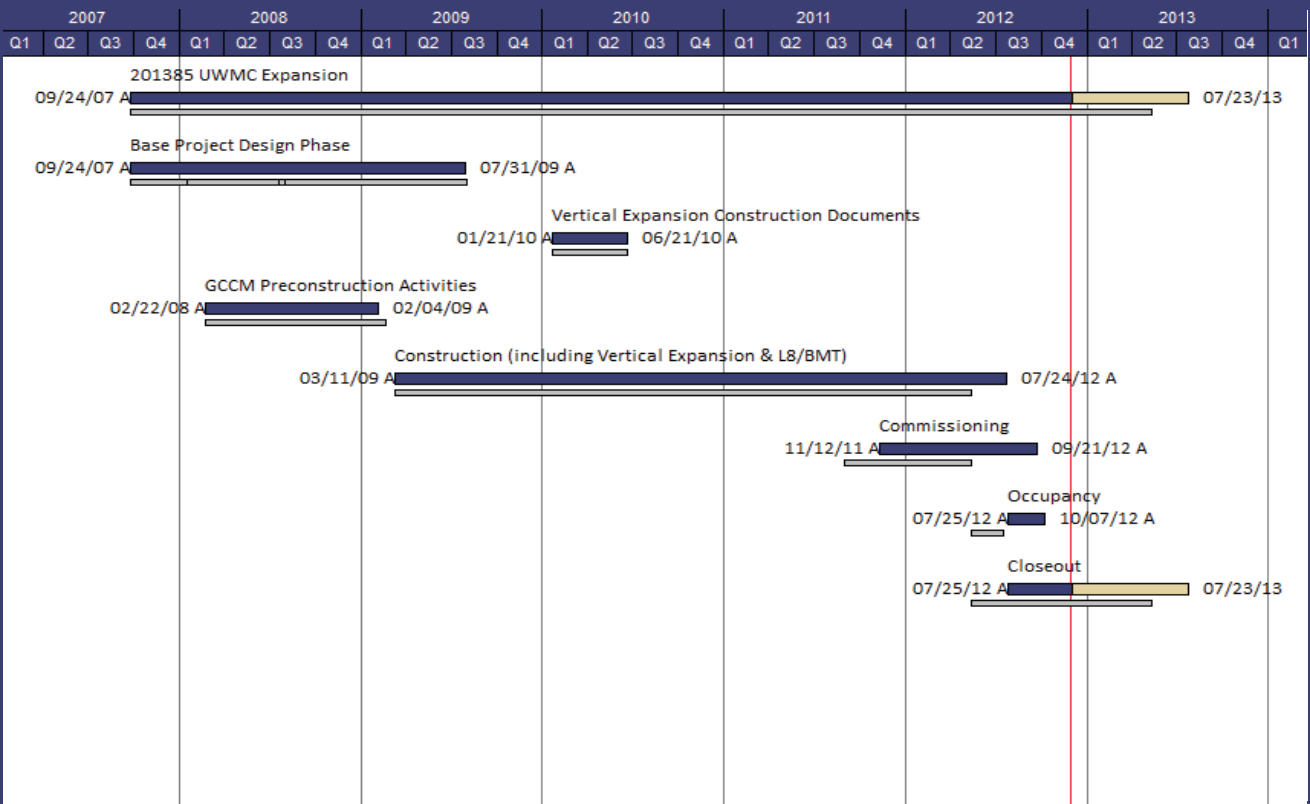 2007 2008 2009 2010 2011 2012 2013
Q1 Q2 Q3 Q4 Q1 Q2 Q3 Q4 Q1 Q2 Q3 Q4 Q1 Q2 Q3 Q4 Q1 Q2 Q3 Q4 Q1 Q2 Q3 Q4 Q1 Q2 Q3 Q4 Q1
201385 UWMC Expansion
09/24/07 A 07/23/13
Base Project Design Phase
09/24/07 A 07/31/09 A
Vertical Expansion Construction Documents
01/21/10 A 06/21/10 A
GCCM Preconstruction Activities
02/22/08 A 02/04/09 A
Construction (including Vertical Expansion & L8/BMT)
03/11/09 A 07/24/12 A
Commissioning
11/12/11 A 09/21/12 A
Occupancy
07/25/12 A 10/07/12 A
Closeout
07/25/12 A 07/23/13